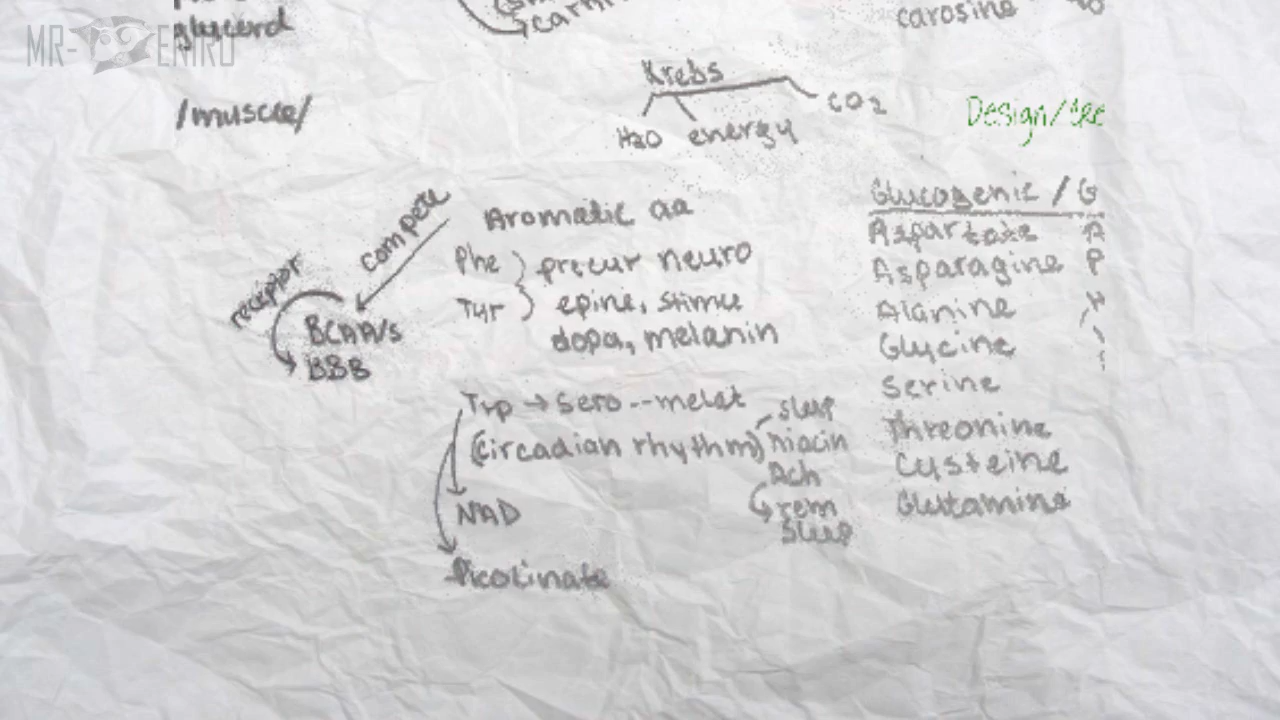 glycerol
carosine
MR-ENIRO
/muscle/
Krebs
CO2
H2O energy
Design/
Glucogenic / G
compete
Aromatic aa
Aspartate A
Phe } precur neuro
Asparagine P
receptor
Tyr } epine, stimu
Alanine
BCAA/s
dopa, melanin
Glycine
BBB
Serine
Trp → sero--melat
sleep
Threonine
(circadian rhythm)
niacin
Cysteine
Ach
NAD
rem
Glutamine
sleep
Picolinate